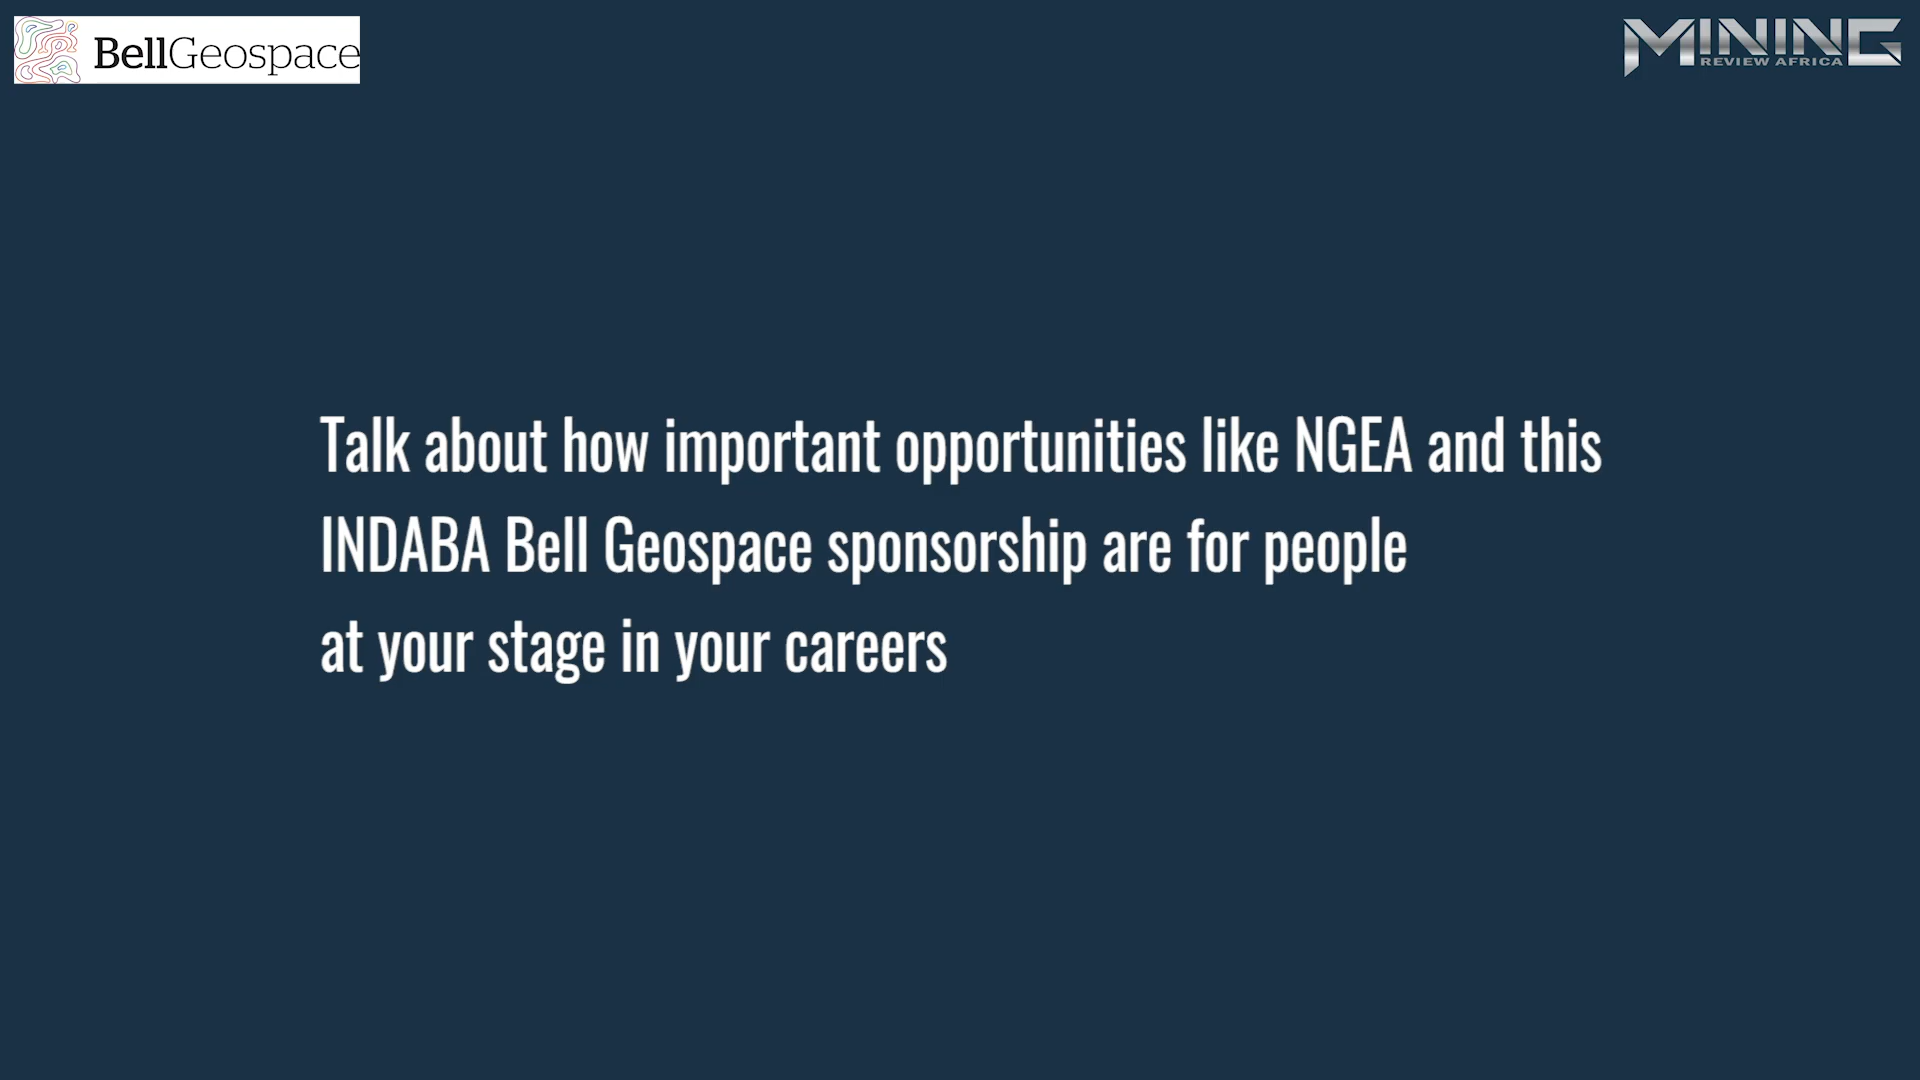 BellGeospace
MINING
REVIEW AFRICA
Talk about how important opportunities like NGEA and this
INDABA Bell Geospace sponsorship are for people
at your stage in your careers